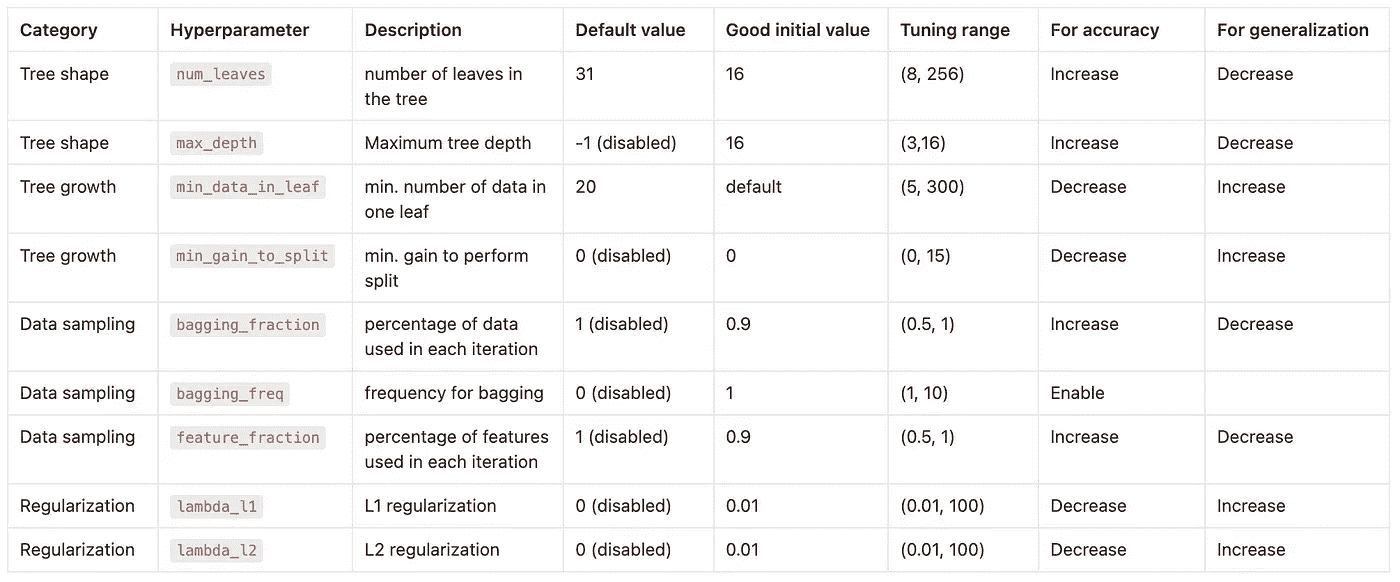 Category Hyperparameter Description Default value Good initial value Tuning range For accuracy For generalization
Tree shape num_leaves number of leaves in 31 16 (8, 256) Increase Decrease
the tree
Tree shape max_depth Maximum tree depth -1 (disabled) 16 (3,16) Increase Decrease
Tree growth min_data_in_leaf min. number of data in 20 default (5, 300) Decrease Increase
one leaf
Tree growth min_gain_to_split min. gain to perform 0 (disabled) 0 (0, 15) Decrease Increase
split
Data sampling bagging_fraction percentage of data 1 (disabled) 0.9 (0.5, 1) Increase Decrease
used in each iteration
Data sampling bagging_freq frequency for bagging 0 (disabled) 1 (1, 10) Enable
Data sampling feature_fraction percentage of features 1 (disabled) 0.9 (0.5, 1) Increase Decrease
used in each iteration
Regularization lambda_l1 L1 regularization 0 (disabled) 0.01 (0.01, 100) Decrease Increase
Regularization lambda_l2 L2 regularization 0 (disabled) 0.01 (0.01, 100) Decrease Increase